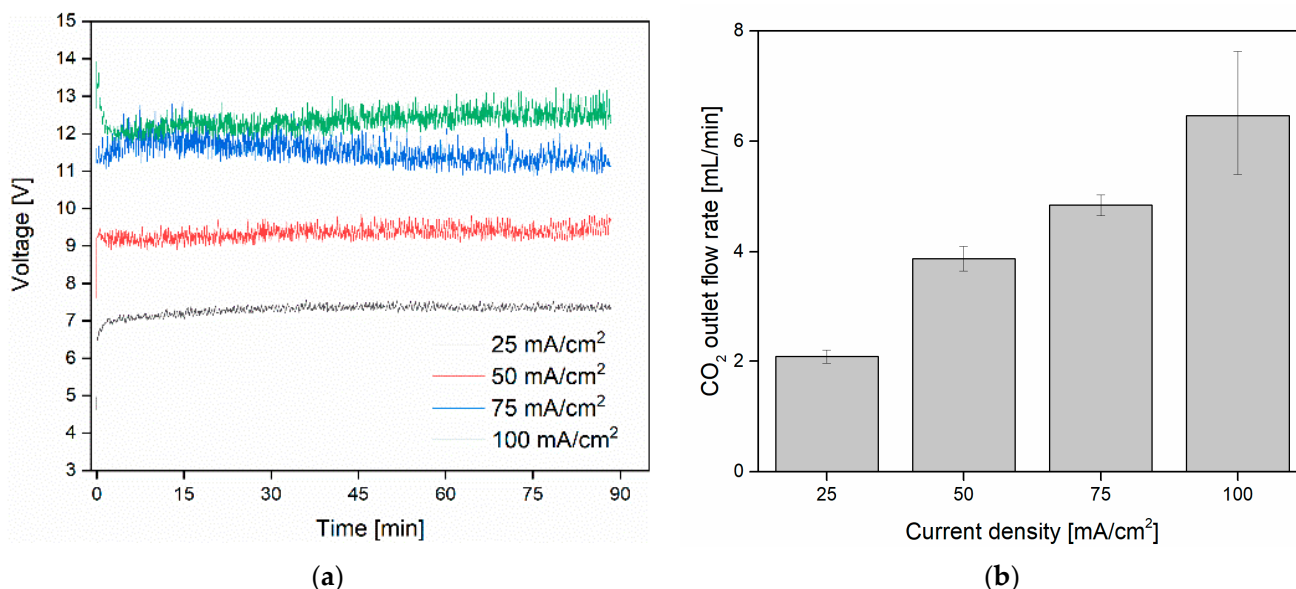 15
14
13
12
11
10
9
8
7
6
5
4
3
Voltage [V]
0 15 30 45 60 75 90
Time [min]
25 mA/cm²
50 mA/cm²
75 mA/cm²
100 mA/cm²
(a)
8
6
4
2
0
CO₂ outlet flow rate [mL/min]
25 50 75 100
Current density [mA/cm²]
(b)